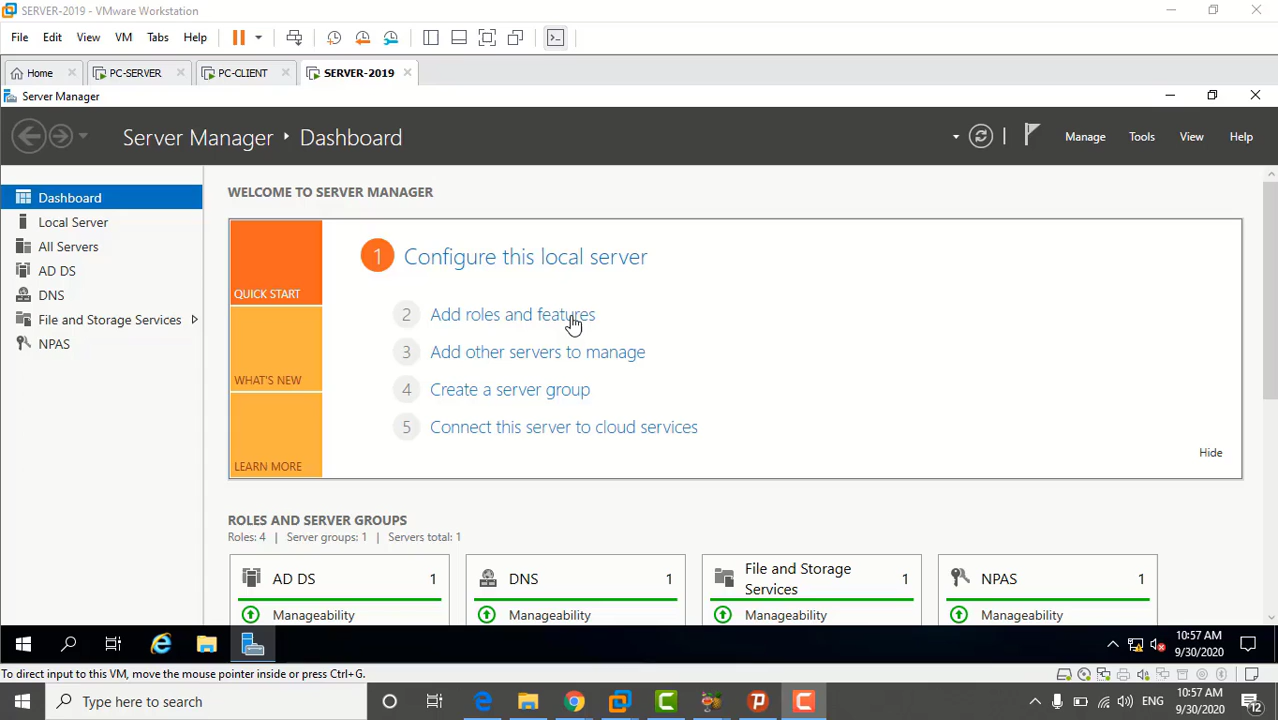 SERVER-2019 - VMware Workstation
File Edit View VM Tabs Help
Home PC-SERVER PC-CLIENT SERVER-2019
Server Manager
Server Manager Dashboard
Manage Tools View Help
Dashboard
Local Server
All Servers
AD DS
DNS
File and Storage Services
NPAS
WELCOME TO SERVER MANAGER
QUICK START
WHAT'S NEW
LEARN MORE
1 Configure this local server
2 Add roles and features
3 Add other servers to manage
4 Create a server group
5 Connect this server to cloud services
Hide
ROLES AND SERVER GROUPS
Roles: 4 | Server groups: 1 | Servers total: 1
AD DS 1
Manageability
DNS 1
Manageability
File and Storage
Services 1
Manageability
NPAS 1
Manageability
10:57 AM
9/30/2020
To direct input to this VM, move the mouse pointer inside or press Ctrl+G.
Type here to search
ENG
10:57 AM
9/30/2020
12